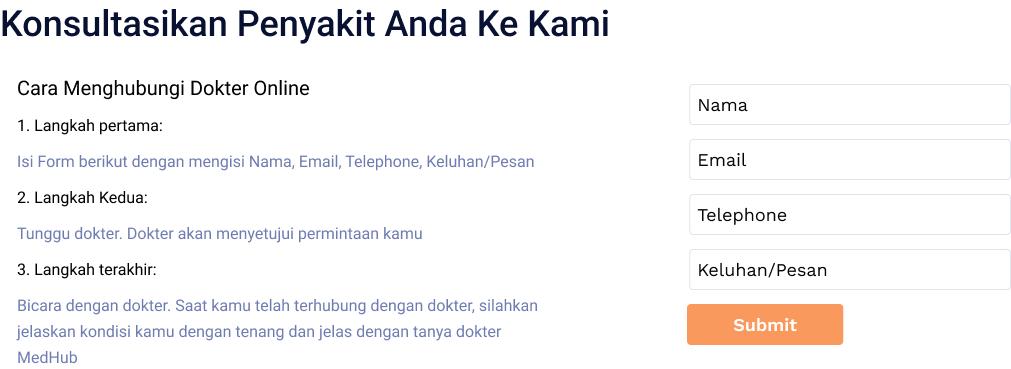 Konsultasikan Penyakit Anda Ke Kami
Cara Menghubungi Dokter Online
1. Langkah pertama:
Isi Form berikut dengan mengisi Nama, Email, Telephone, Keluhan/Pesan
2. Langkah Kedua:
Tunggu dokter. Dokter akan menyetujui permintaan kamu
3. Langkah terakhir:
Bicara dengan dokter. Saat kamu telah terhubung dengan dokter, silahkan
jelaskan kondisi kamu dengan tenang dan jelas dengan tanya dokter
MedHub
Nama
Email
Telephone
Keluhan/Pesan
Submit